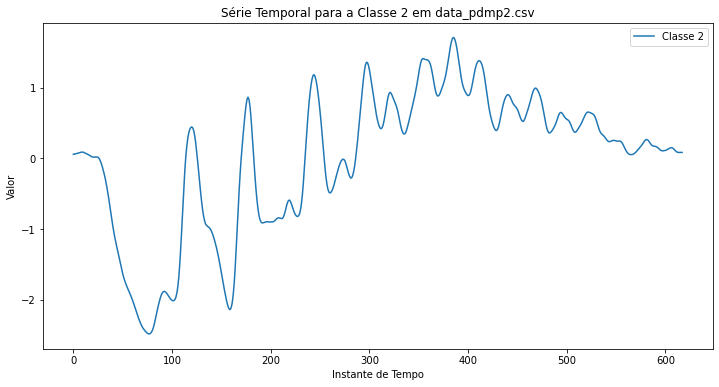 Série Temporal para a Classe 2 em data_pdmp2.csv
Classe 2
Valor
1
0
−1
−2
0 100 200 300 400 500 600
Instante de Tempo